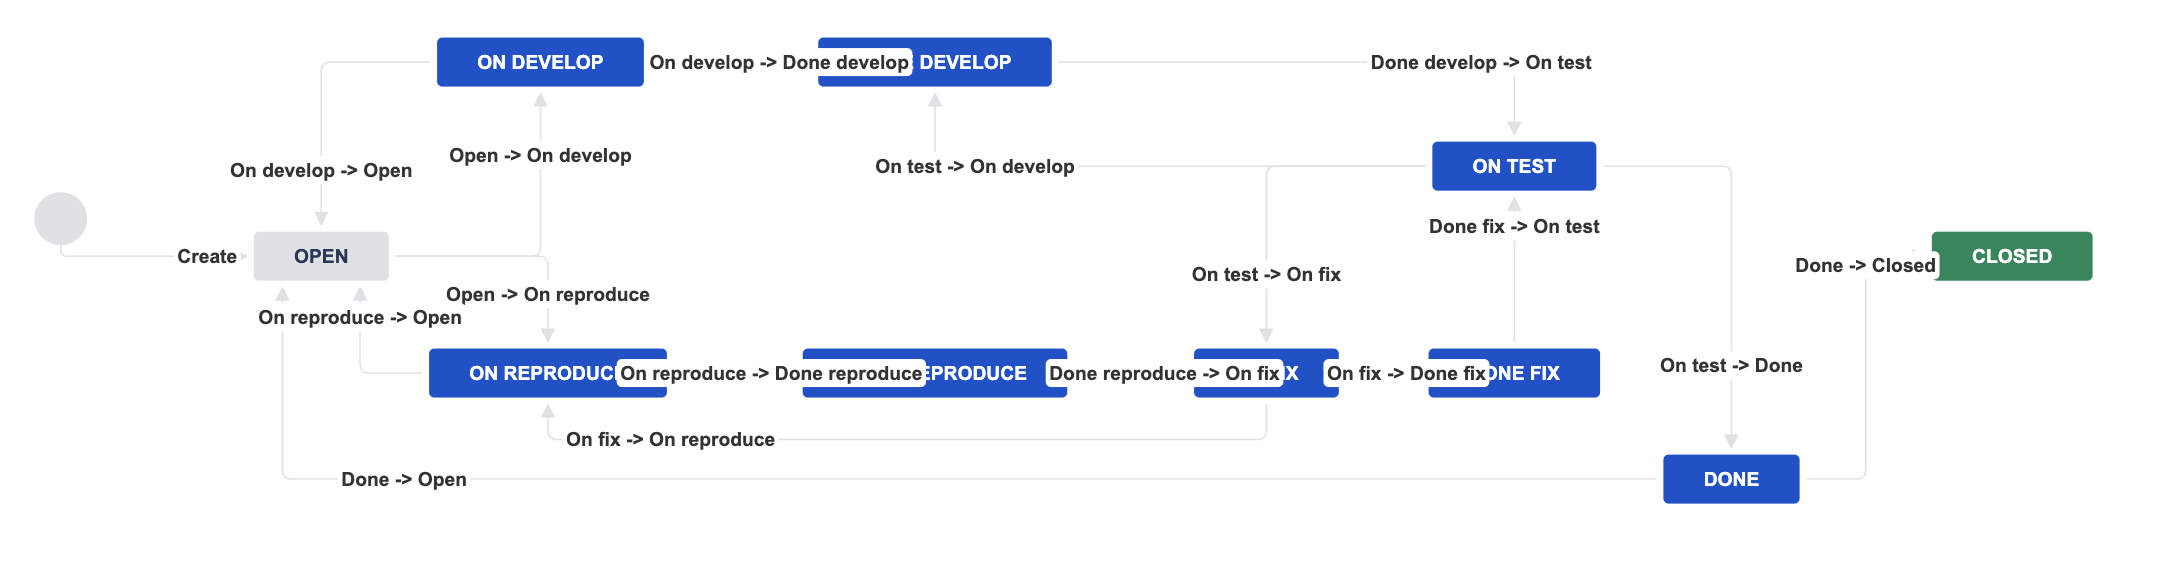 ON DEVELOP
On develop -> Done develop
DEVELOP
Done develop -> On test
On develop -> Open
Open -> On develop
On test -> On develop
ON TEST
Done fix -> On test
Create
OPEN
Open -> On reproduce
On reproduce -> Open
On test -> On fix
Done -> Closed
CLOSED
ON REPRODUC
On reproduce -> Done reproduce
EPRODUCE
Done reproduce -> On fix
IX
On fix -> Done fix
ONE FIX
On test -> Done
On fix -> On reproduce
Done -> Open
DONE